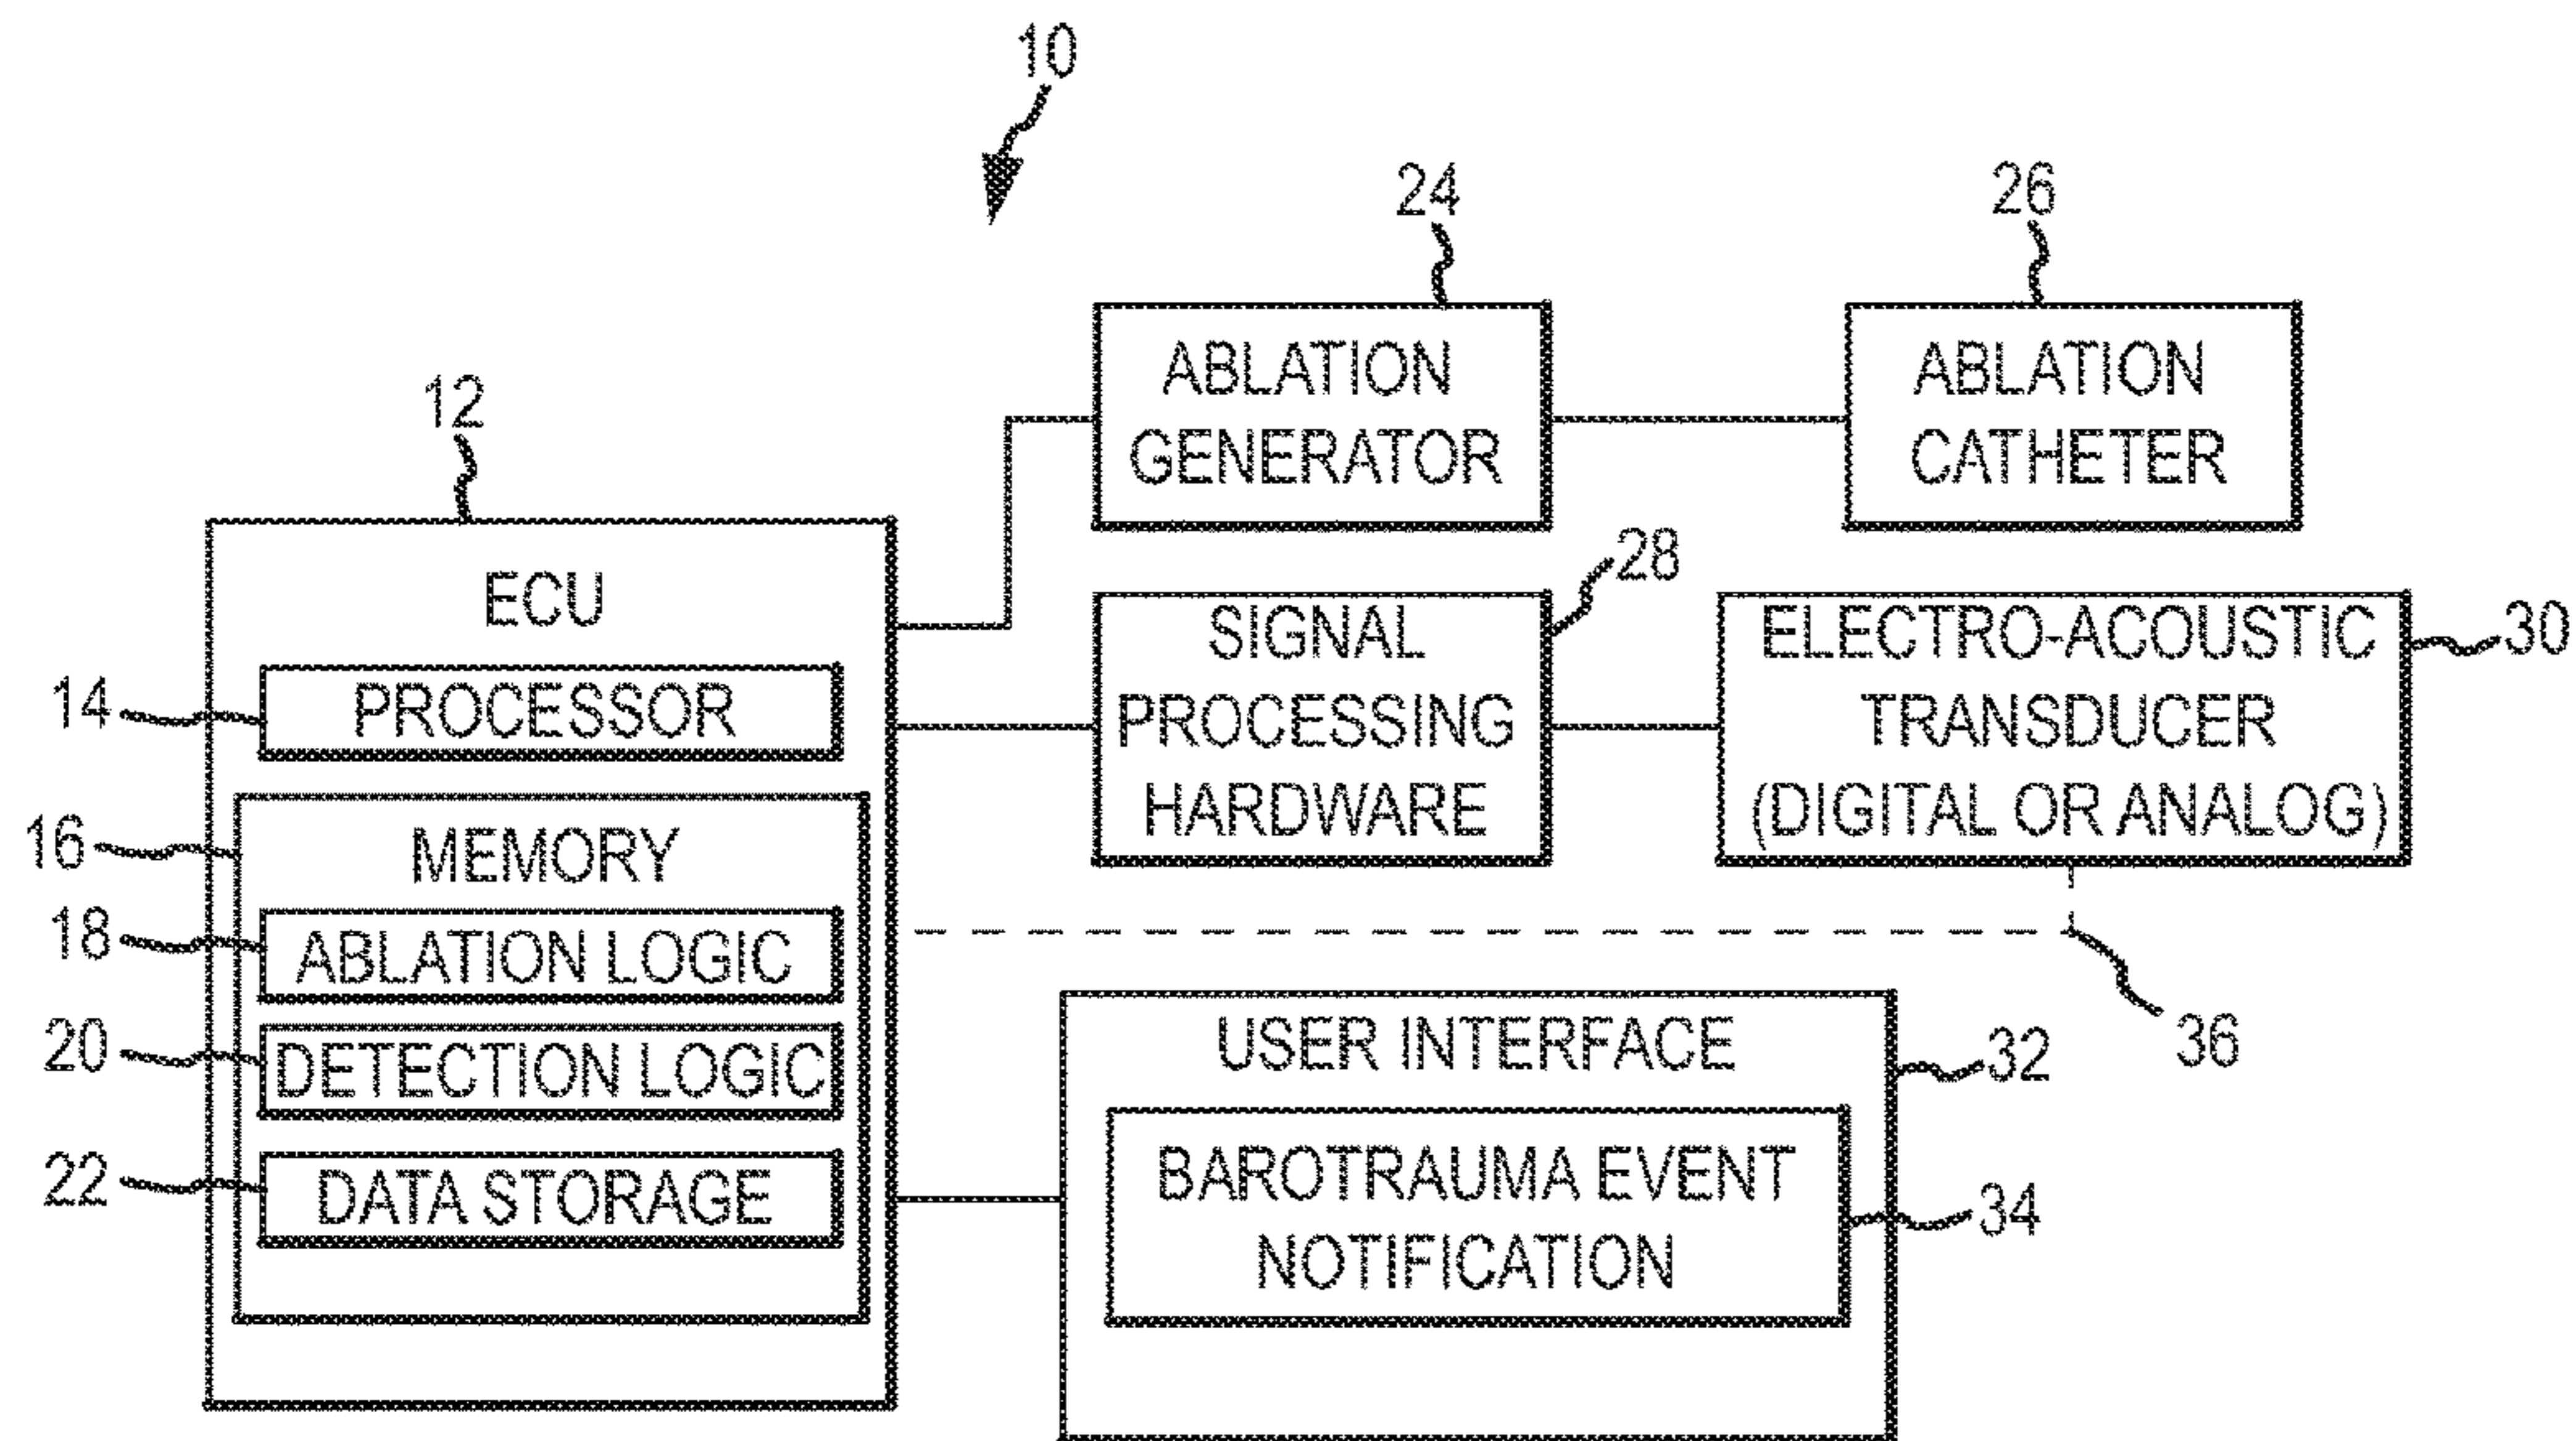 10
24
26
12
ABLATION
GENERATOR
ABLATION
CATHETER
28
ECU
SIGNAL
PROCESSING
HARDWARE
ELECTRO-ACOUSTIC
TRANSDUCER
(DIGITAL OR ANALOG)
30
14
PROCESSOR
16
MEMORY
18
ABLATION LOGIC
20
DETECTION LOGIC
22
DATA STORAGE
36
USER INTERFACE
32
BAROTRAUMA EVENT
NOTIFICATION
34